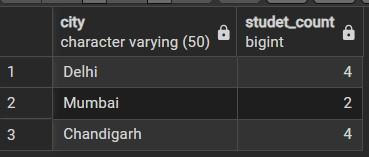 city studet_count
character varying (50) bigint
1 Delhi 4
2 Mumbai 2
3 Chandigarh 4